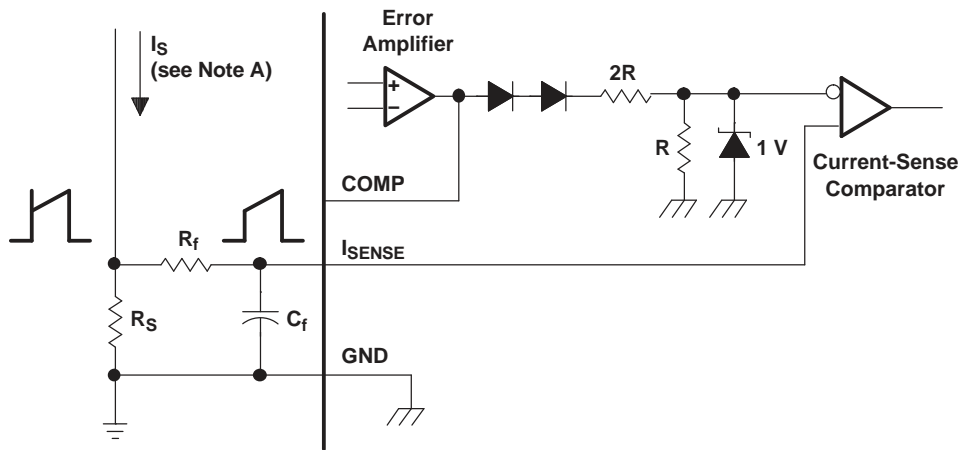 Error
Amplifier
I_S
(see Note A)
+
−
2R
R
1 V
Current-Sense
Comparator
COMP
R_f
I_SENSE
R_S
C_f
GND